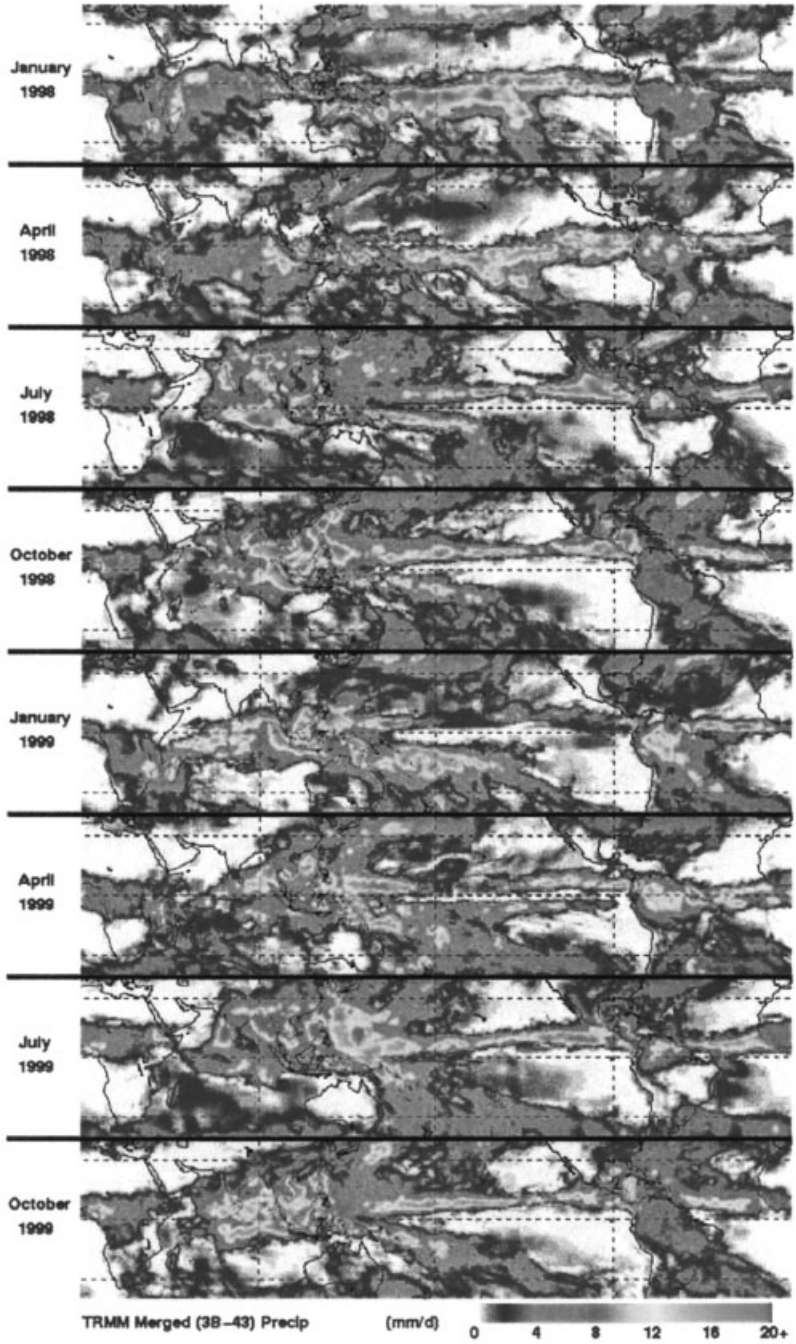 January
1998
April
1998
July
1998
October
1998
January
1999
April
1999
July
1999
October
1999
TRMM Merged (3B-43) Precip (mm/d)
0 4 8 12 16 20+